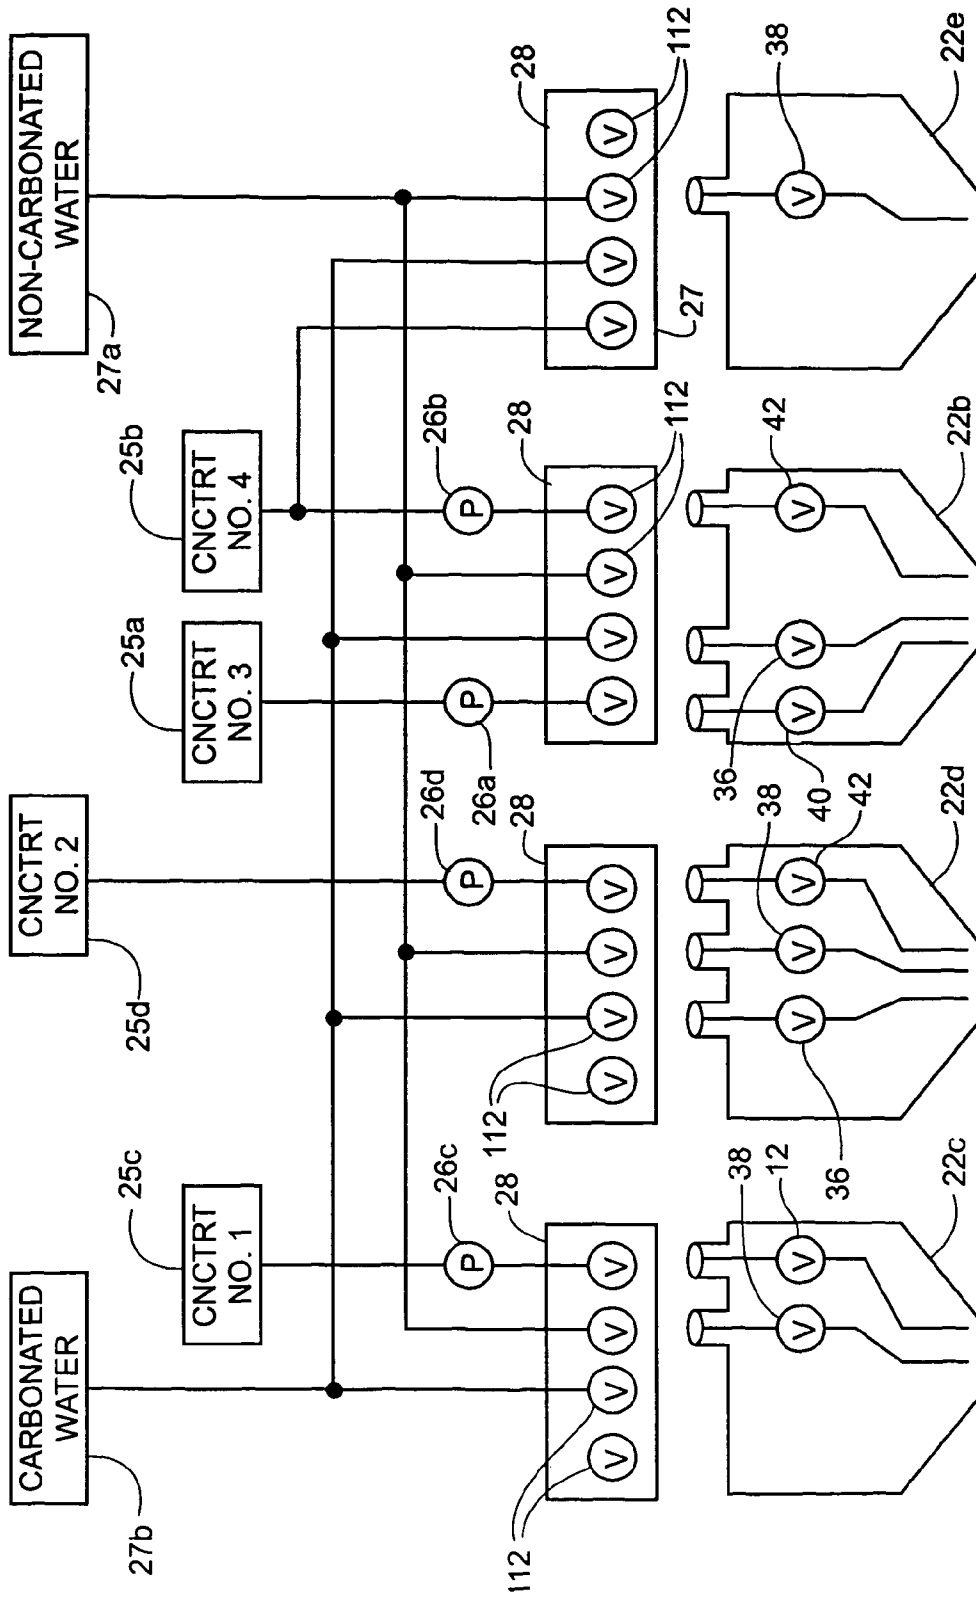 CARBONATED
WATER
27b
CNCTRT
NO. 1
25c
CNCTRT
NO. 2
25d
CNCTRT
NO. 3
25a
CNCTRT
NO. 4
25b
NON-CARBONATED
WATER
27a
P
26c
P
26d
P
26a
P
26b
28
V
V
V
V
112
28
V
V
V
V
112
28
V
V
V
V
112
28
V
V
V
V
112
27
38
V
V
12
22c
36
V
V
V
38
42
22d
40
V
V
V
36
42
22b
V
38
22e